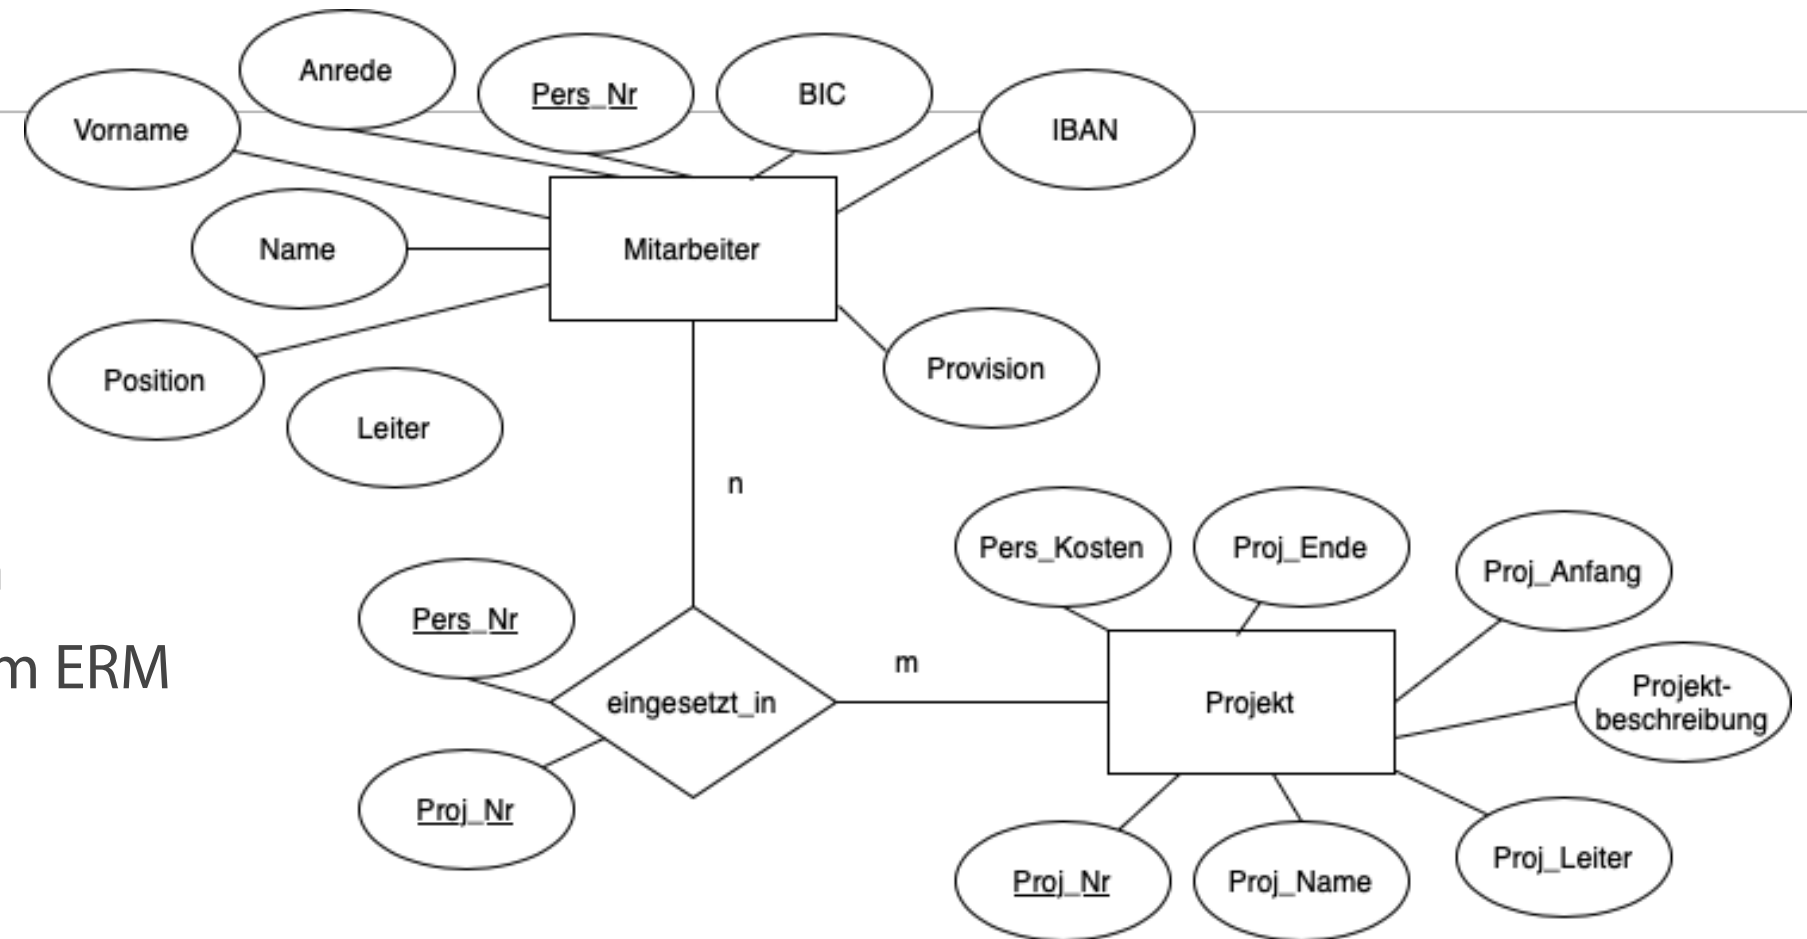 Anrede
Pers_Nr
BIC
IBAN
Vorname
Name
Mitarbeiter
Position
Provision
Leiter
n
Pers_Kosten
Proj_Ende
Proj_Anfang
Pers_Nr
m ERM
m
eingesetzt_in
Projekt
Projekt-
beschreibung
Proj_Nr
Proj_Leiter
Proj_Nr
Proj_Name